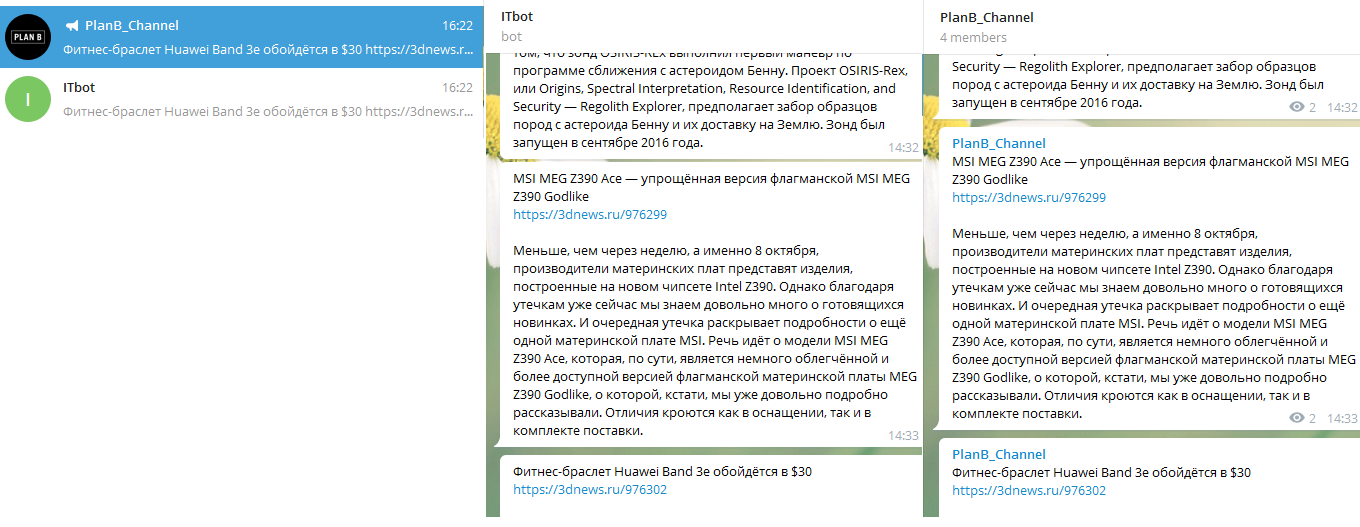 PLAN B
PlanB_Channel
16:22
Фитнес-браслет Huawei Band 3e обойдётся в $30 https://3dnews.r...
I
ITbot
16:22
Фитнес-браслет Huawei Band 3e обойдётся в $30 https://3dnews.r...
ITbot
bot
том, что зонд OSIRIS-REx выполнил первый манёвр по
программе сближения с астероидом Бенну. Проект OSIRIS-Rex,
или Origins, Spectral Interpretation, Resource Identification, and
Security — Regolith Explorer, предполагает забор образцов
пород с астероида Бенну и их доставку на Землю. Зонд был
запущен в сентябре 2016 года.
14:32
MSI MEG Z390 Ace — упрощённая версия флагманской MSI MEG
Z390 Godlike
https://3dnews.ru/976299
Меньше, чем через неделю, а именно 8 октября,
производители материнских плат представят изделия,
построенные на новом чипсете Intel Z390. Однако благодаря
утечкам уже сейчас мы знаем довольно много о готовящихся
новинках. И очередная утечка раскрывает подробности о ещё
одной материнской плате MSI. Речь идёт о модели MSI MEG
Z390 Ace, которая, по сути, является немного облегчённой и
более доступной версией флагманской материнской платы MEG
Z390 Godlike, о которой, кстати, мы уже довольно подробно
рассказывали. Отличия кроются как в оснащении, так и в
комплекте поставки.
14:33
Фитнес-браслет Huawei Band 3e обойдётся в $30
https://3dnews.ru/976302
PlanB_Channel
4 members
Security — Regolith Explorer, предполагает забор образцов
пород с астероида Бенну и их доставку на Землю. Зонд был
запущен в сентябре 2016 года.
2 14:32
PlanB_Channel
MSI MEG Z390 Ace — упрощённая версия флагманской MSI MEG
Z390 Godlike
https://3dnews.ru/976299
Меньше, чем через неделю, а именно 8 октября,
производители материнских плат представят изделия,
построенные на новом чипсете Intel Z390. Однако благодаря
утечкам уже сейчас мы знаем довольно много о готовящихся
новинках. И очередная утечка раскрывает подробности о ещё
одной материнской плате MSI. Речь идёт о модели MSI MEG
Z390 Ace, которая, по сути, является немного облегчённой и
более доступной версией флагманской материнской платы MEG
Z390 Godlike, о которой, кстати, мы уже довольно подробно
рассказывали. Отличия кроются как в оснащении, так и в
комплекте поставки.
2 14:33
PlanB_Channel
Фитнес-браслет Huawei Band 3e обойдётся в $30
https://3dnews.ru/976302